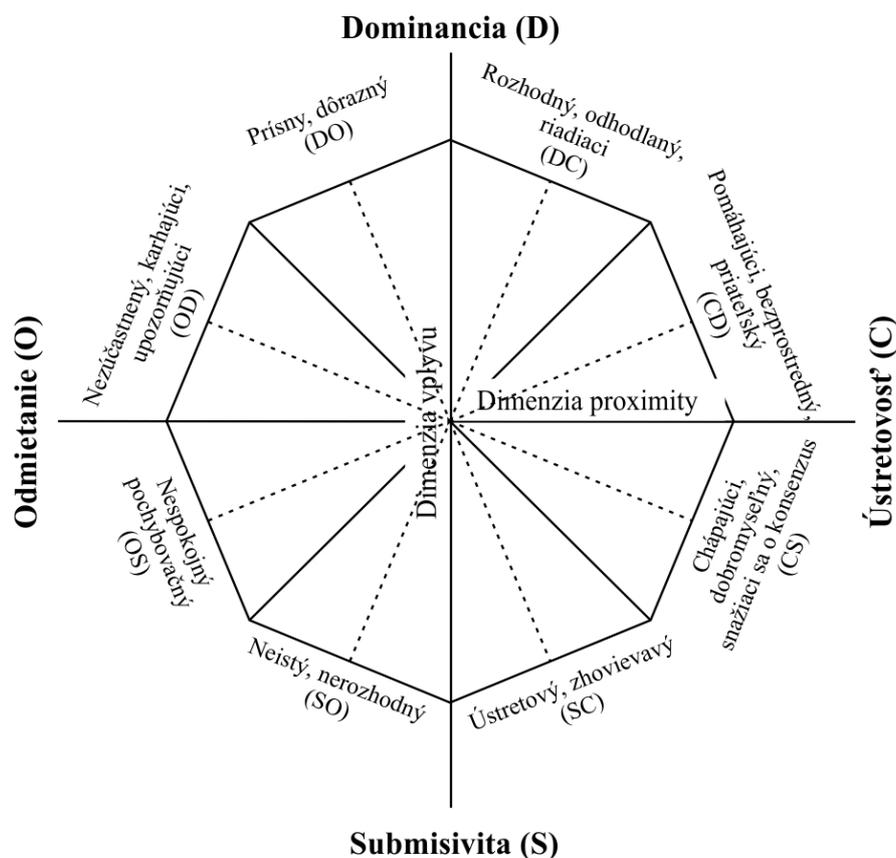 Dominancia (D)
Prísny, dôrazný
(DO)
Rozhodný, odhodlaný,
riadiaci
(DC)
Nezúčastnený, karhajúci,
upozorňujúci
(OD)
Pomáhajúci, bezprostredný,
priateľský
(CD)
Odmietanie (O)
Dimenzia vplyvu
Dimenzia proximity
Ústretovosť (C)
Nespokojný
pochybovačný
(OS)
Chápajúci,
dobromyseľný,
snažiaci sa o konsenzus
(CS)
Neistý, nerozhodný
(SO)
Ústretový, zhovievavý
(SC)
Submisivita (S)